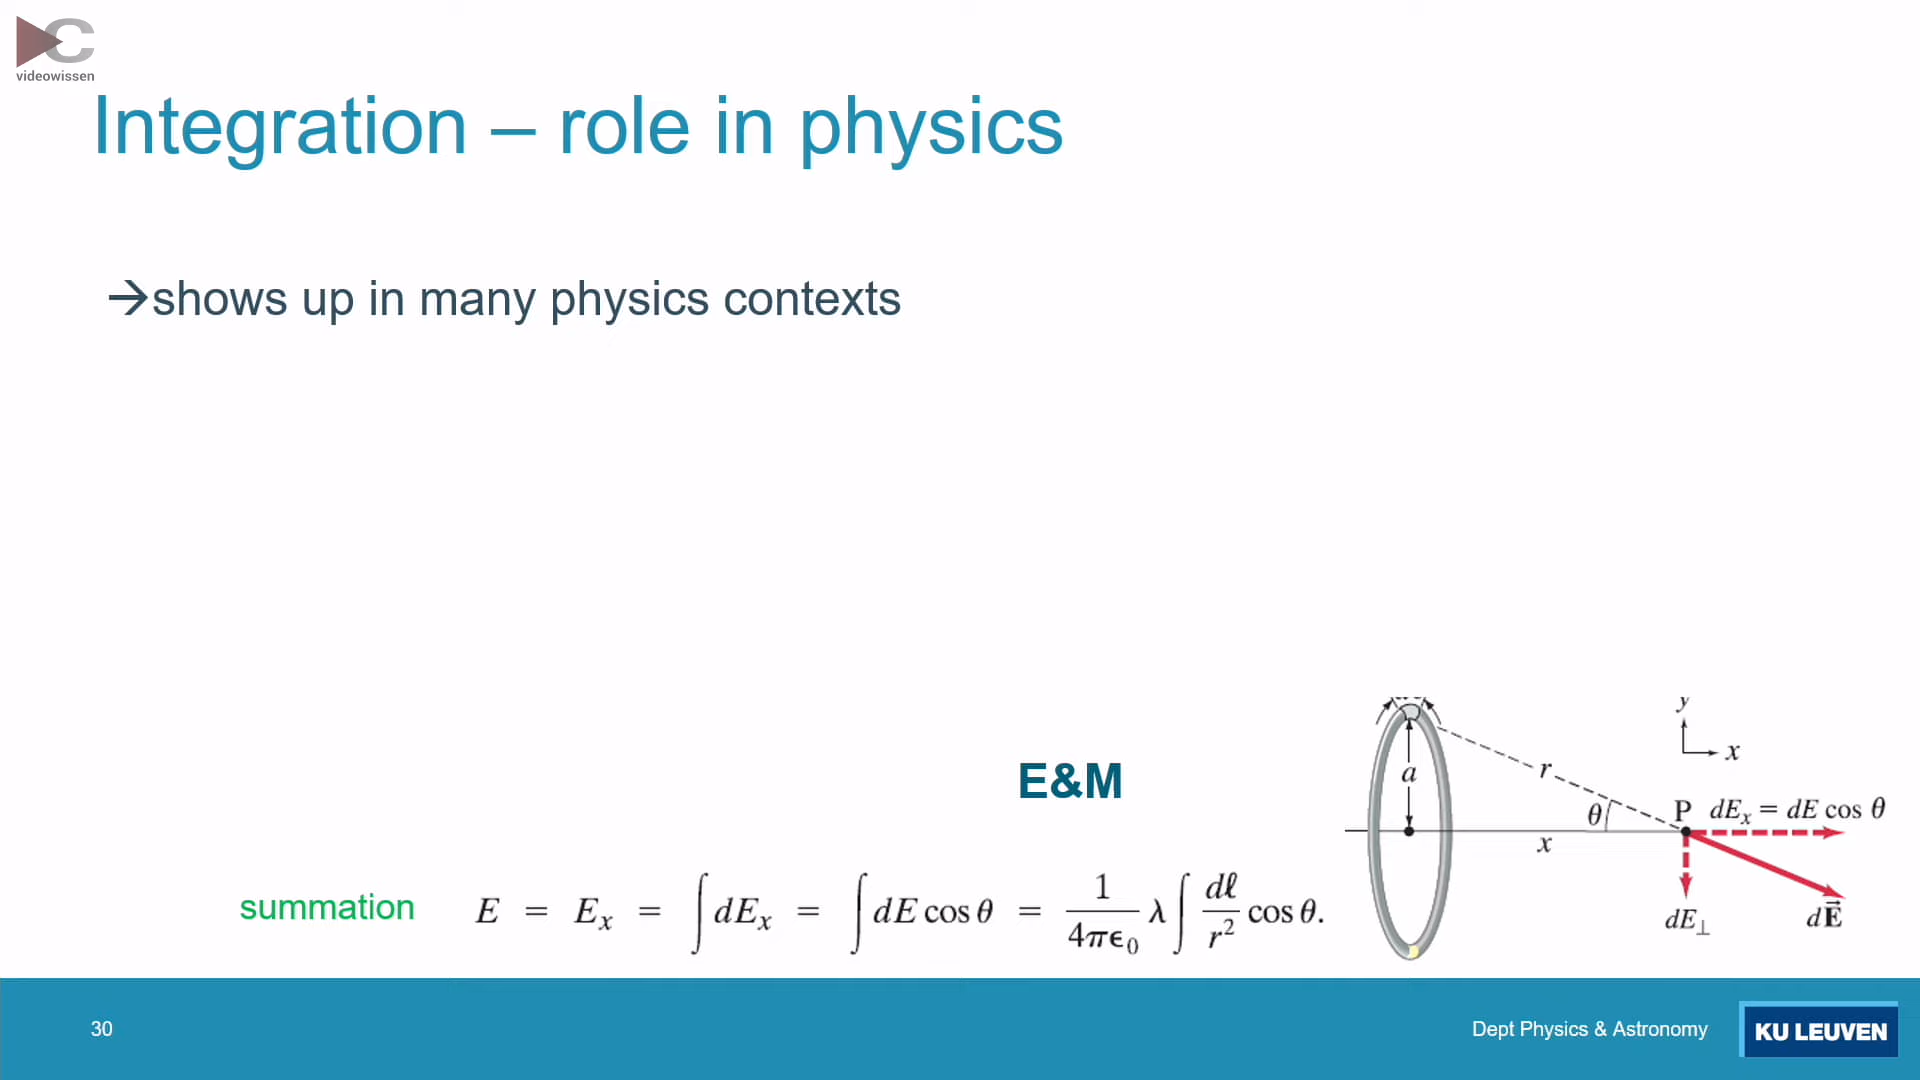 videowissen
Integration – role in physics
→shows up in many physics contexts
y
x
E&M
a
r
θ
P dEₓ = dE cos θ
x
dE⊥
dE⃗
summation E = Eₓ = ∫dEₓ = ∫dE cos θ = 1/4πϵ₀ λ∫ dℓ/r² cos θ.
30
Dept Physics & Astronomy
KU LEUVEN